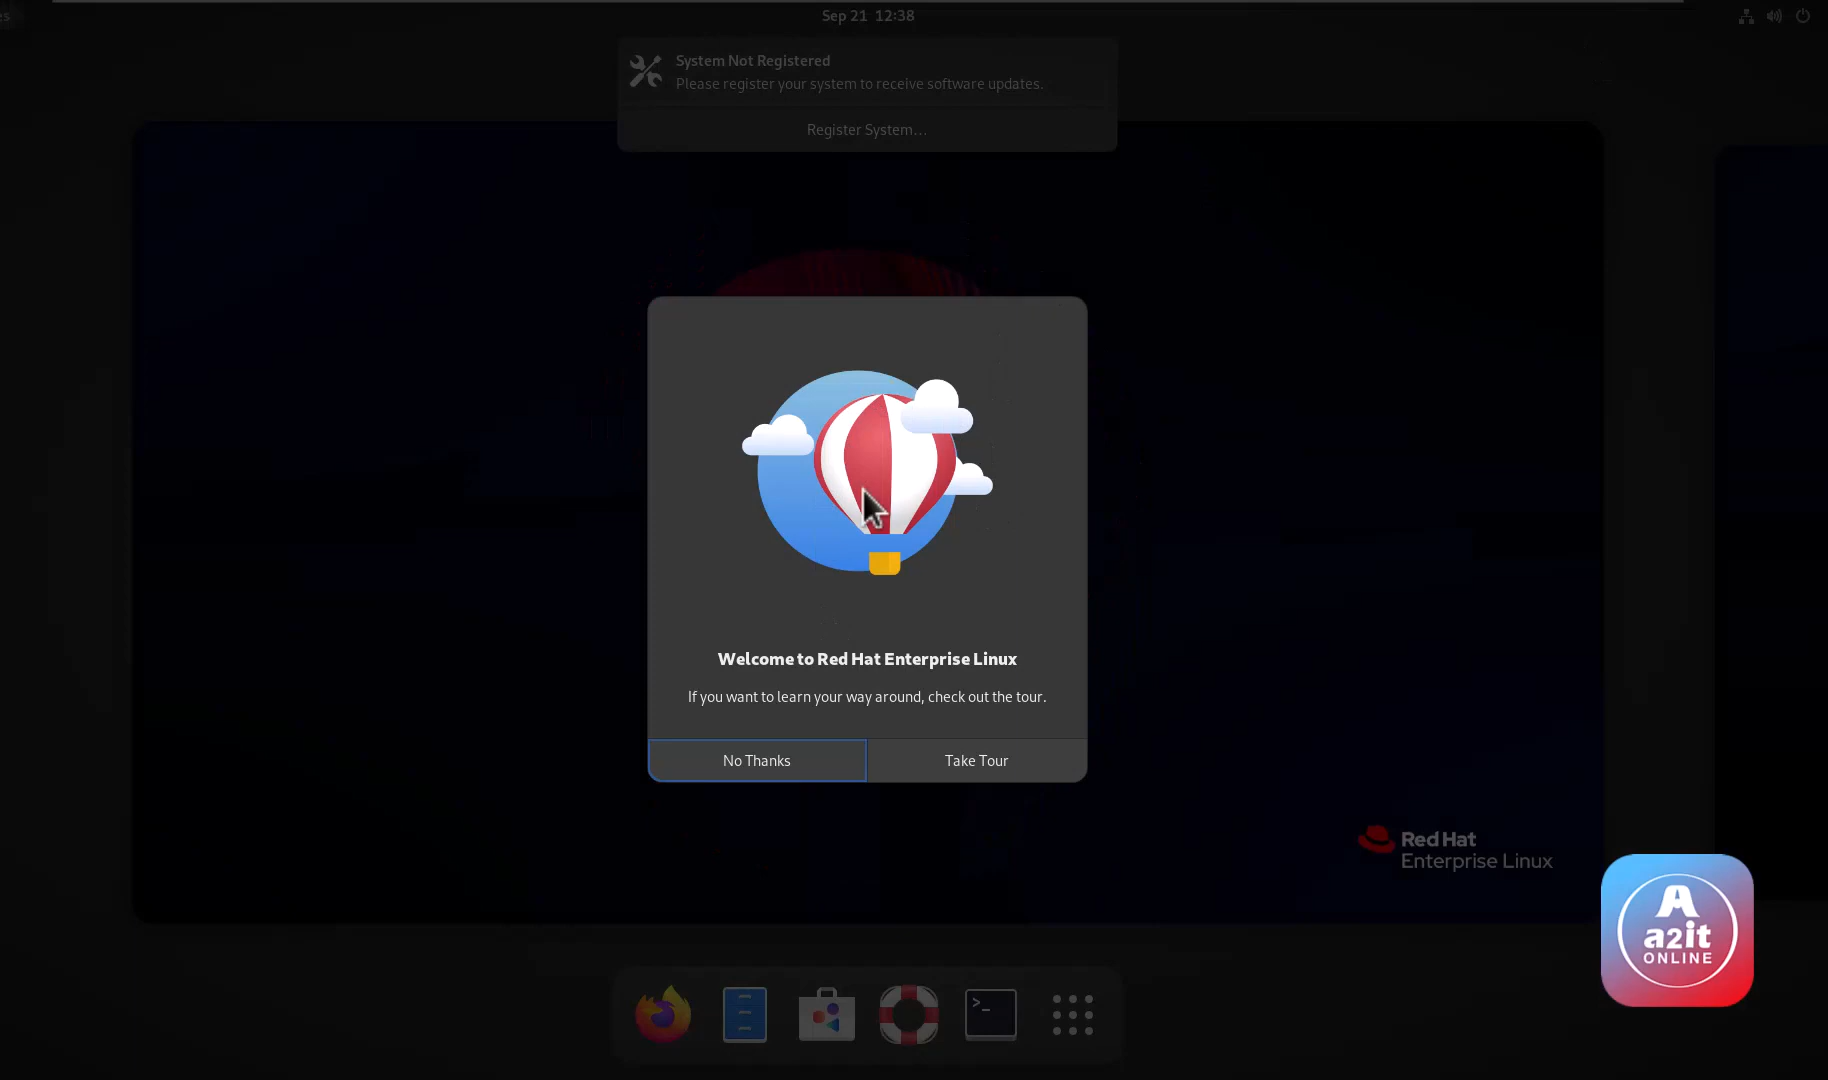 es
Sep 21 12:38
System Not Registered
Please register your system to receive software updates.
Register System...
Welcome to Red Hat Enterprise Linux
If you want to learn your way around, check out the tour.
No Thanks
Take Tour
Red Hat
Enterprise Linux
A
a2it
ONLINE
>_